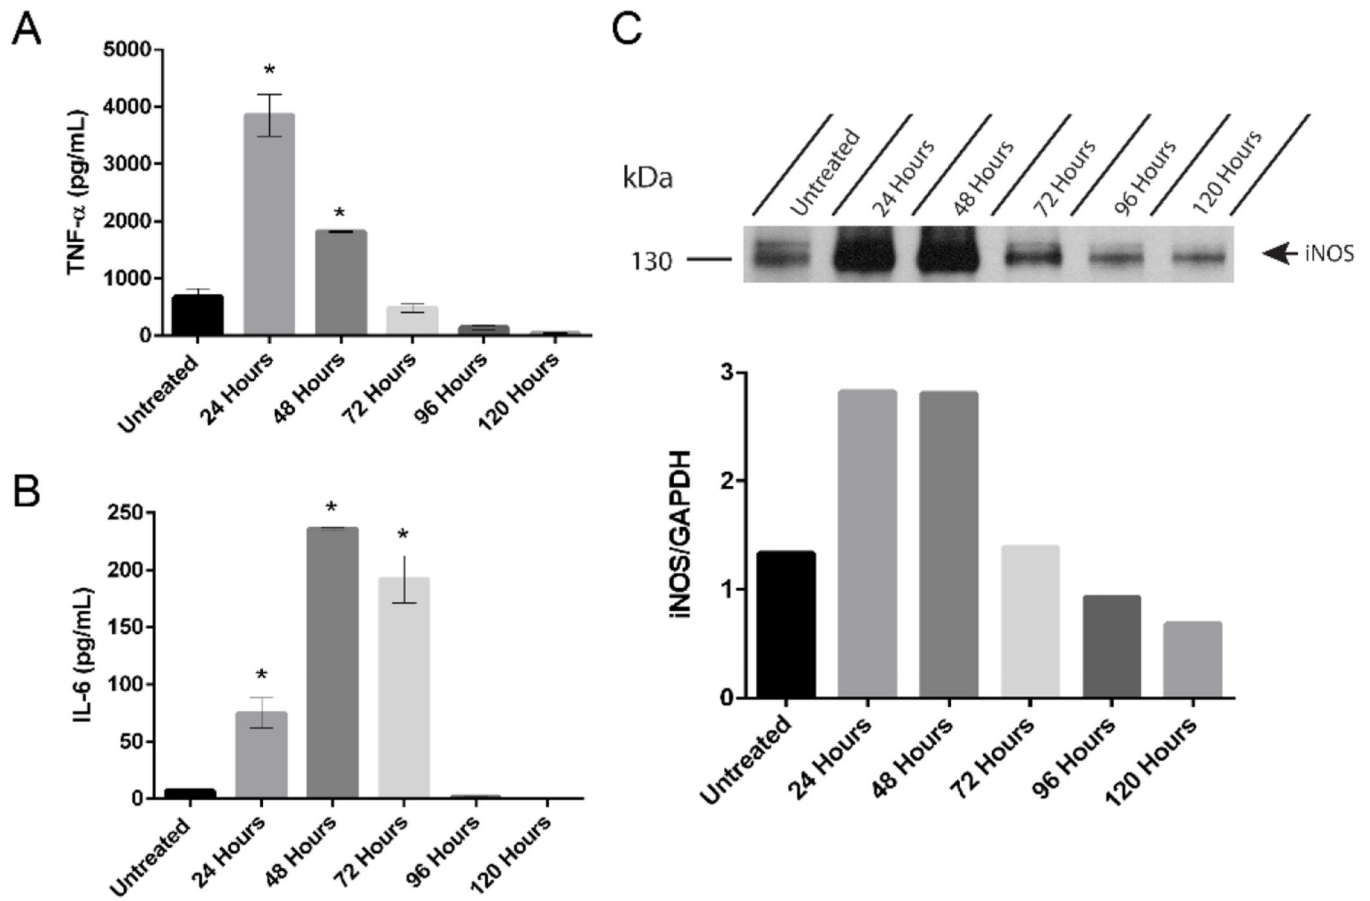 A
TNF-α (pg/mL)
5000
4000
3000
2000
1000
0
*
*
Untreated
24 Hours
48 Hours
72 Hours
96 Hours
120 Hours
B
IL-6 (pg/mL)
250
200
150
100
50
0
*
*
*
Untreated
24 Hours
48 Hours
72 Hours
96 Hours
120 Hours
C
kDa
Untreated
24 Hours
48 Hours
72 Hours
96 Hours
120 Hours
130
iNOS
iNOS/GAPDH
3
2
1
0
Untreated
24 Hours
48 Hours
72 Hours
96 Hours
120 Hours